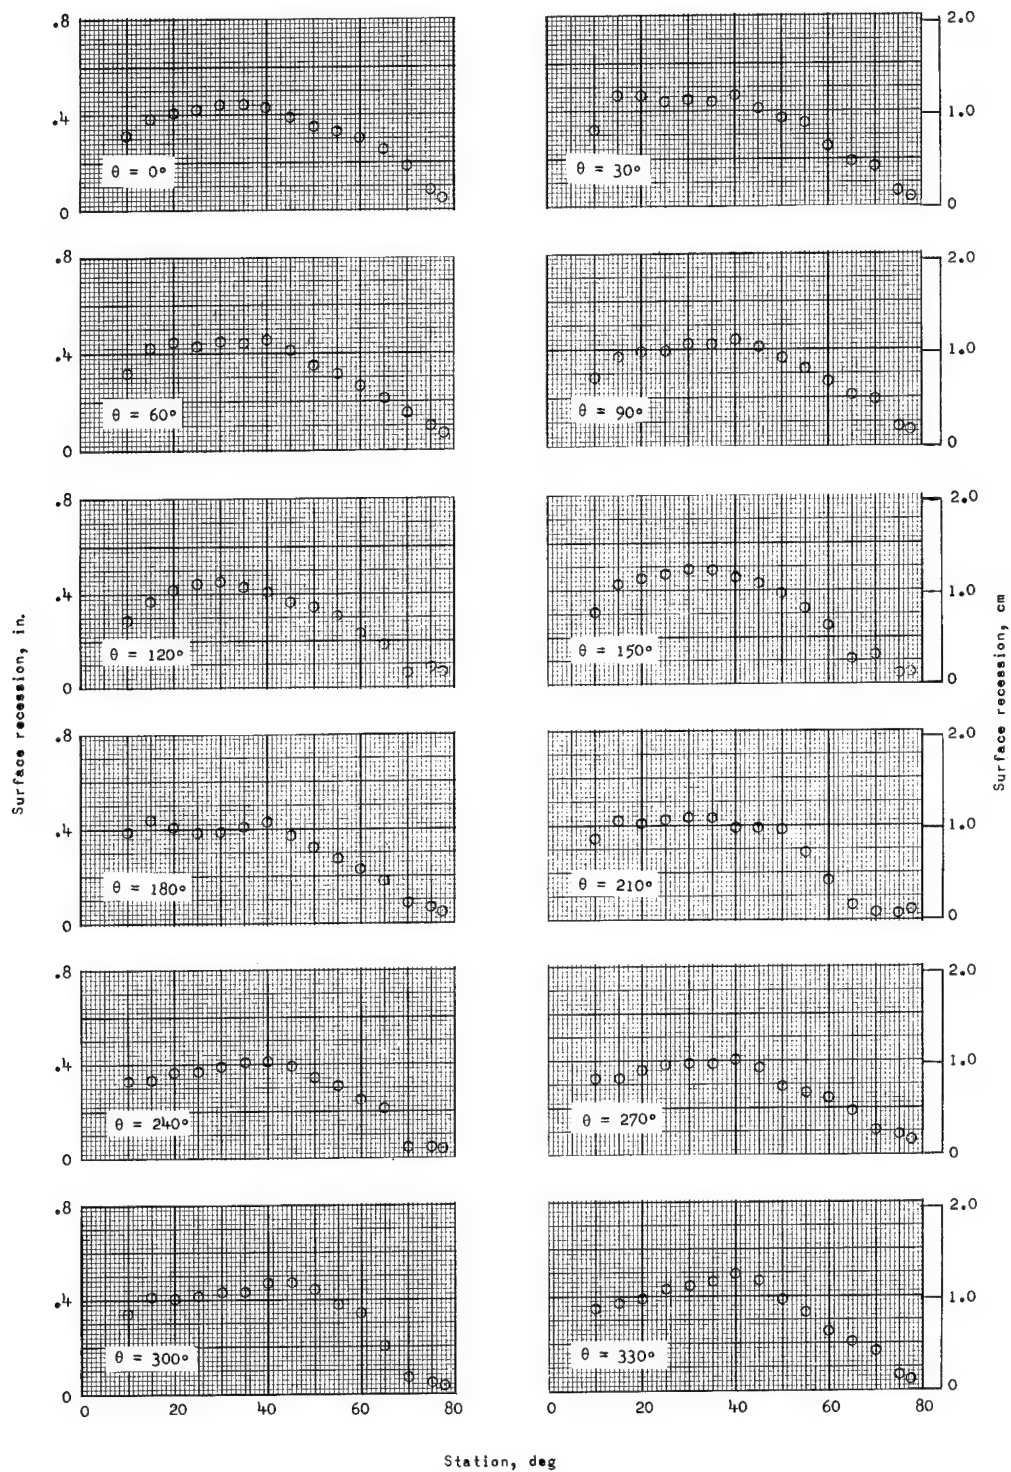 .8
.4
0
θ = 0°
2.0
1.0
0
θ = 30°
.8
.4
0
θ = 60°
2.0
1.0
0
θ = 90°
.8
.4
0
θ = 120°
2.0
1.0
0
θ = 150°
.8
.4
0
θ = 180°
2.0
1.0
0
θ = 210°
.8
.4
0
θ = 240°
2.0
1.0
0
θ = 270°
.8
.4
0
θ = 300°
0 20 40 60 80
2.0
1.0
0
θ = 330°
20 40 60 80
Surface recession, in.
Surface recession, cm
Station, deg